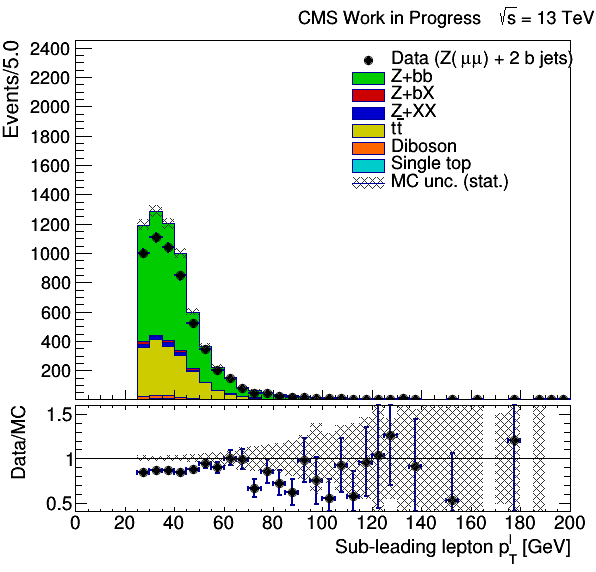 CMS Work in Progress √s = 13 TeV
Events/5.0
2400
2200
2000
1800
1600
1400
1200
1000
800
600
400
200
Data (Z(μμ) + 2 b jets)
Z+bb
Z+bX
Z+XX
tt̄
Diboson
Single top
MC unc. (stat.)
Data/MC
1.5
1
0.5
0 20 40 60 80 100 120 140 160 180 200
Sub-leading lepton p_T^l [GeV]